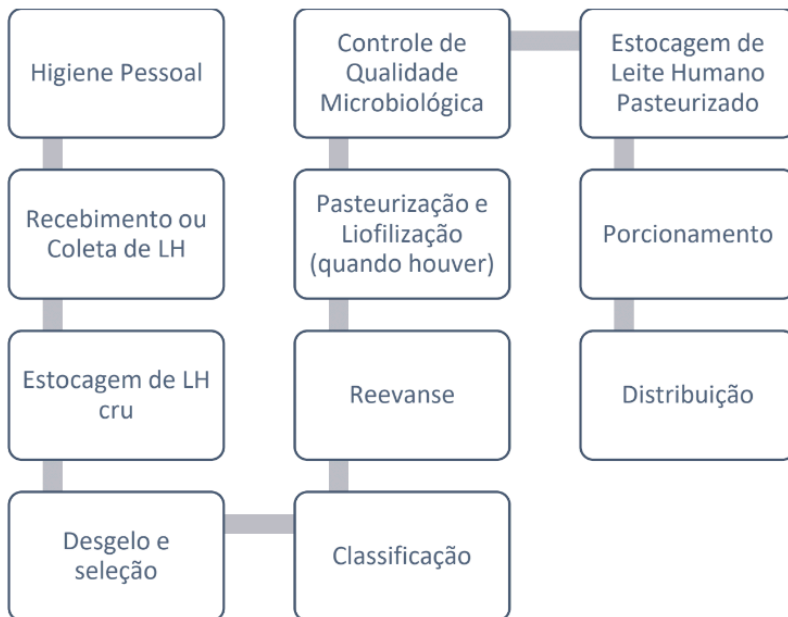 Higiene Pessoal
Recebimento ou
Coleta de LH
Estocagem de LH
cru
Desgelo e
seleção
Classificação
Reevanse
Pasteurização e
Liofilização
(quando houver)
Controle de
Qualidade
Microbiológica
Estocagem de
Leite Humano
Pasteurizado
Porcionamento
Distribuição